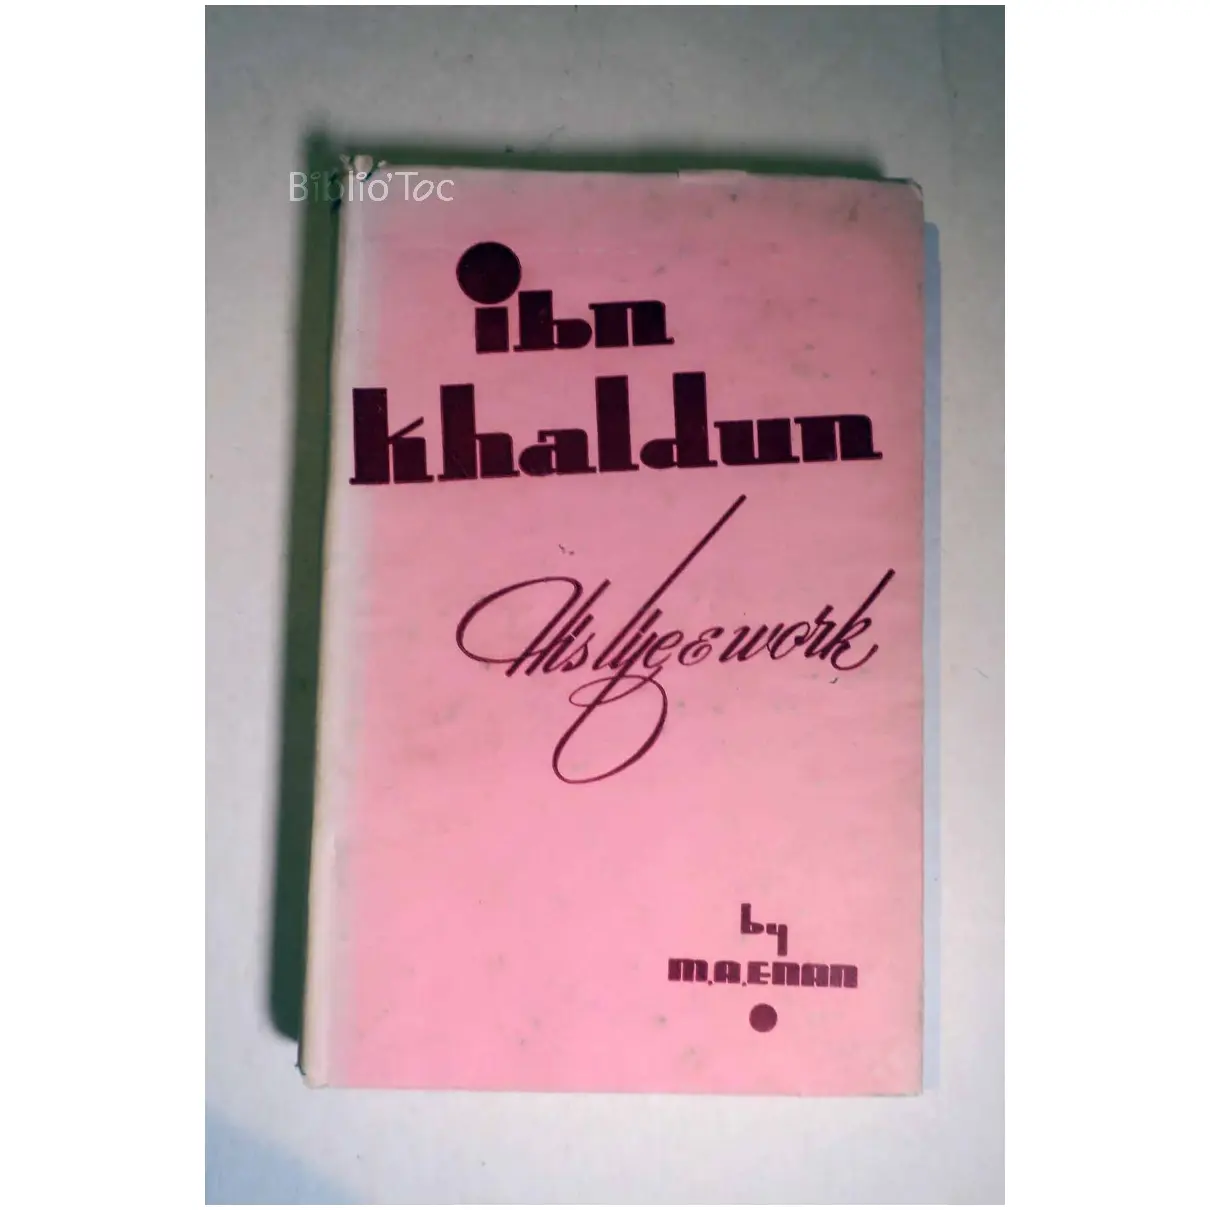 Biblio'Toc
ibn
khaldun
His life & work
by
M.A.ENAN